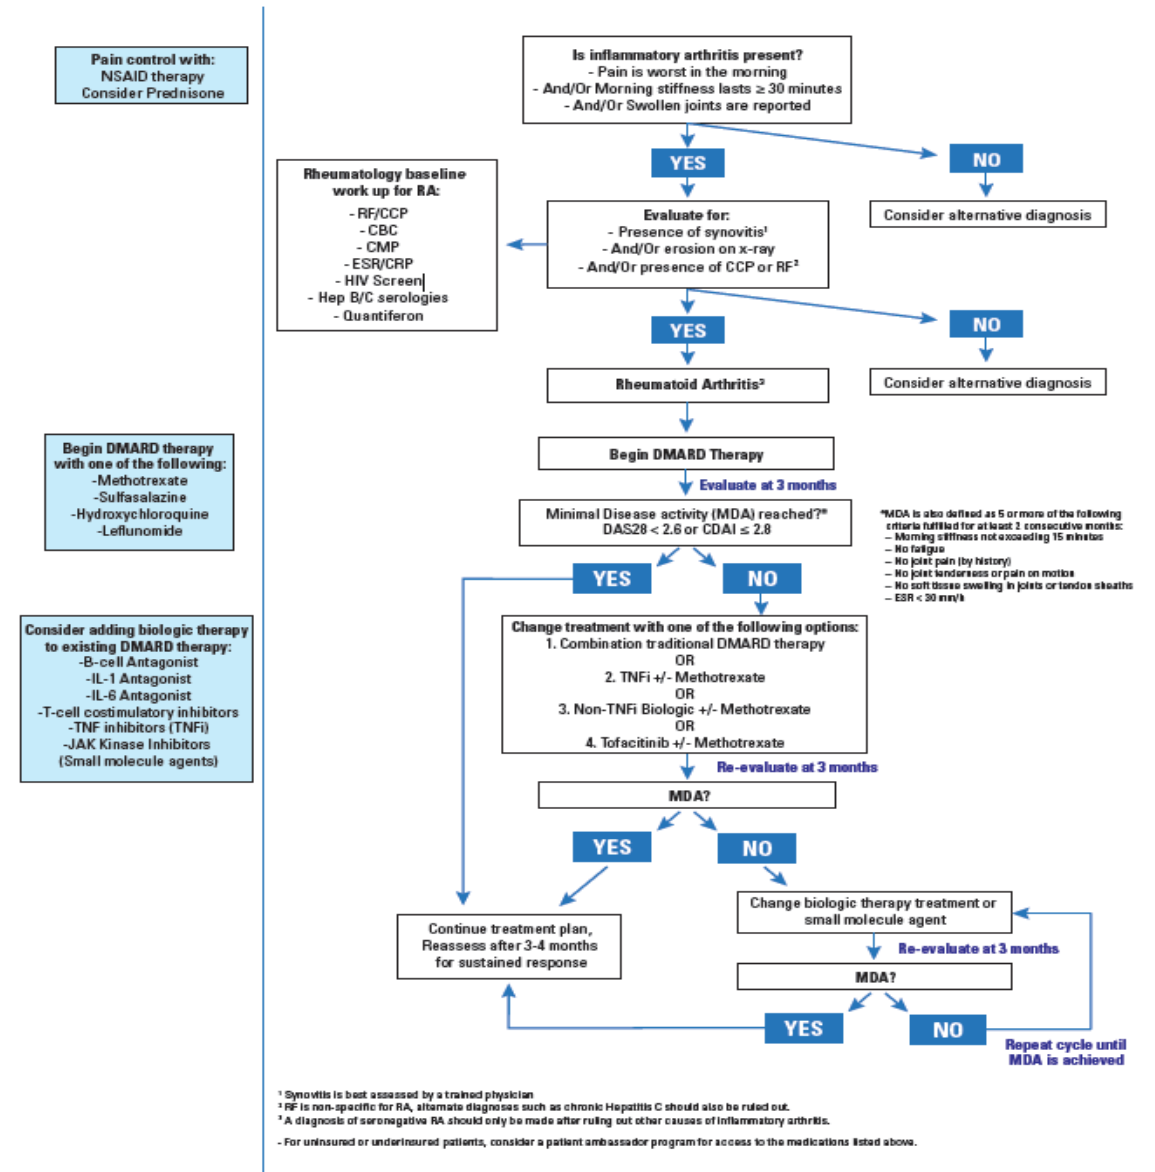 Pain control with:
NSAID therapy
Consider Prednisone
Is inflammatory arthritis present?
- Pain is worst in the morning
- And/Or Morning stiffness lasts ≥ 30 minutes
- And/Or Swollen joints are reported
YES
NO
Consider alternative diagnosis
Rheumatology baseline
work up for RA:
- RF/CCP
- CBC
- CMP
- ESR/CRP
- HIV Screen
- Hep B/C serologies
- Quantiferon
Evaluate for:
- Presence of synovitis¹
- And/Or erosion on x-ray
- And/Or presence of CCP or RF²
YES
NO
Consider alternative diagnosis
Rheumatoid Arthritis³
Begin DMARD therapy
with one of the following:
-Methotrexate
-Sulfasalazine
-Hydroxychloroquine
-Leflunomide
Begin DMARD Therapy
Evaluate at 3 months
Minimal Disease activity (MDA) reached?*
DAS28 < 2.6 or CDAI ≤ 2.8
*MDA is also defined as 5 or more of the following
criteria fulfilled for at least 2 consecutive months:
– Morning stiffness not exceeding 15 minutes
– No fatigue
– No joint pain (by history)
– No joint tenderness or pain on motion
– No soft tissue swelling in joints or tendon sheaths
– ESR < 30 mm/h
YES
NO
Consider adding biologic therapy
to existing DMARD therapy:
-B-cell Antagonist
-IL-1 Antagonist
-IL-6 Antagonist
-T-cell costimulatory inhibitors
-TNF inhibitors (TNFi)
-JAK Kinase Inhibitors
(Small molecule agents)
Change treatment with one of the following options:
1. Combination traditional DMARD therapy
OR
2. TNFi +/- Methotrexate
OR
3. Non-TNFi Biologic +/- Methotrexate
OR
4. Tofacitinib +/- Methotrexate
Re-evaluate at 3 months
MDA?
YES
NO
Continue treatment plan,
Reassess after 3-4 months
for sustained response
Change biologic therapy treatment or
small molecule agent
Re-evaluate at 3 months
MDA?
YES
NO
Repeat cycle until
MDA is achieved
¹ Synovitis is best assessed by a trained physician
² RF is non-specific for RA, alternate diagnoses such as chronic Hepatitis C should also be ruled out.
³ A diagnosis of seronegative RA should only be made after ruling out other causes of inflammatory arthritis.
- For uninsured or underinsured patients, consider a patient ambassador program for access to the medications listed above.